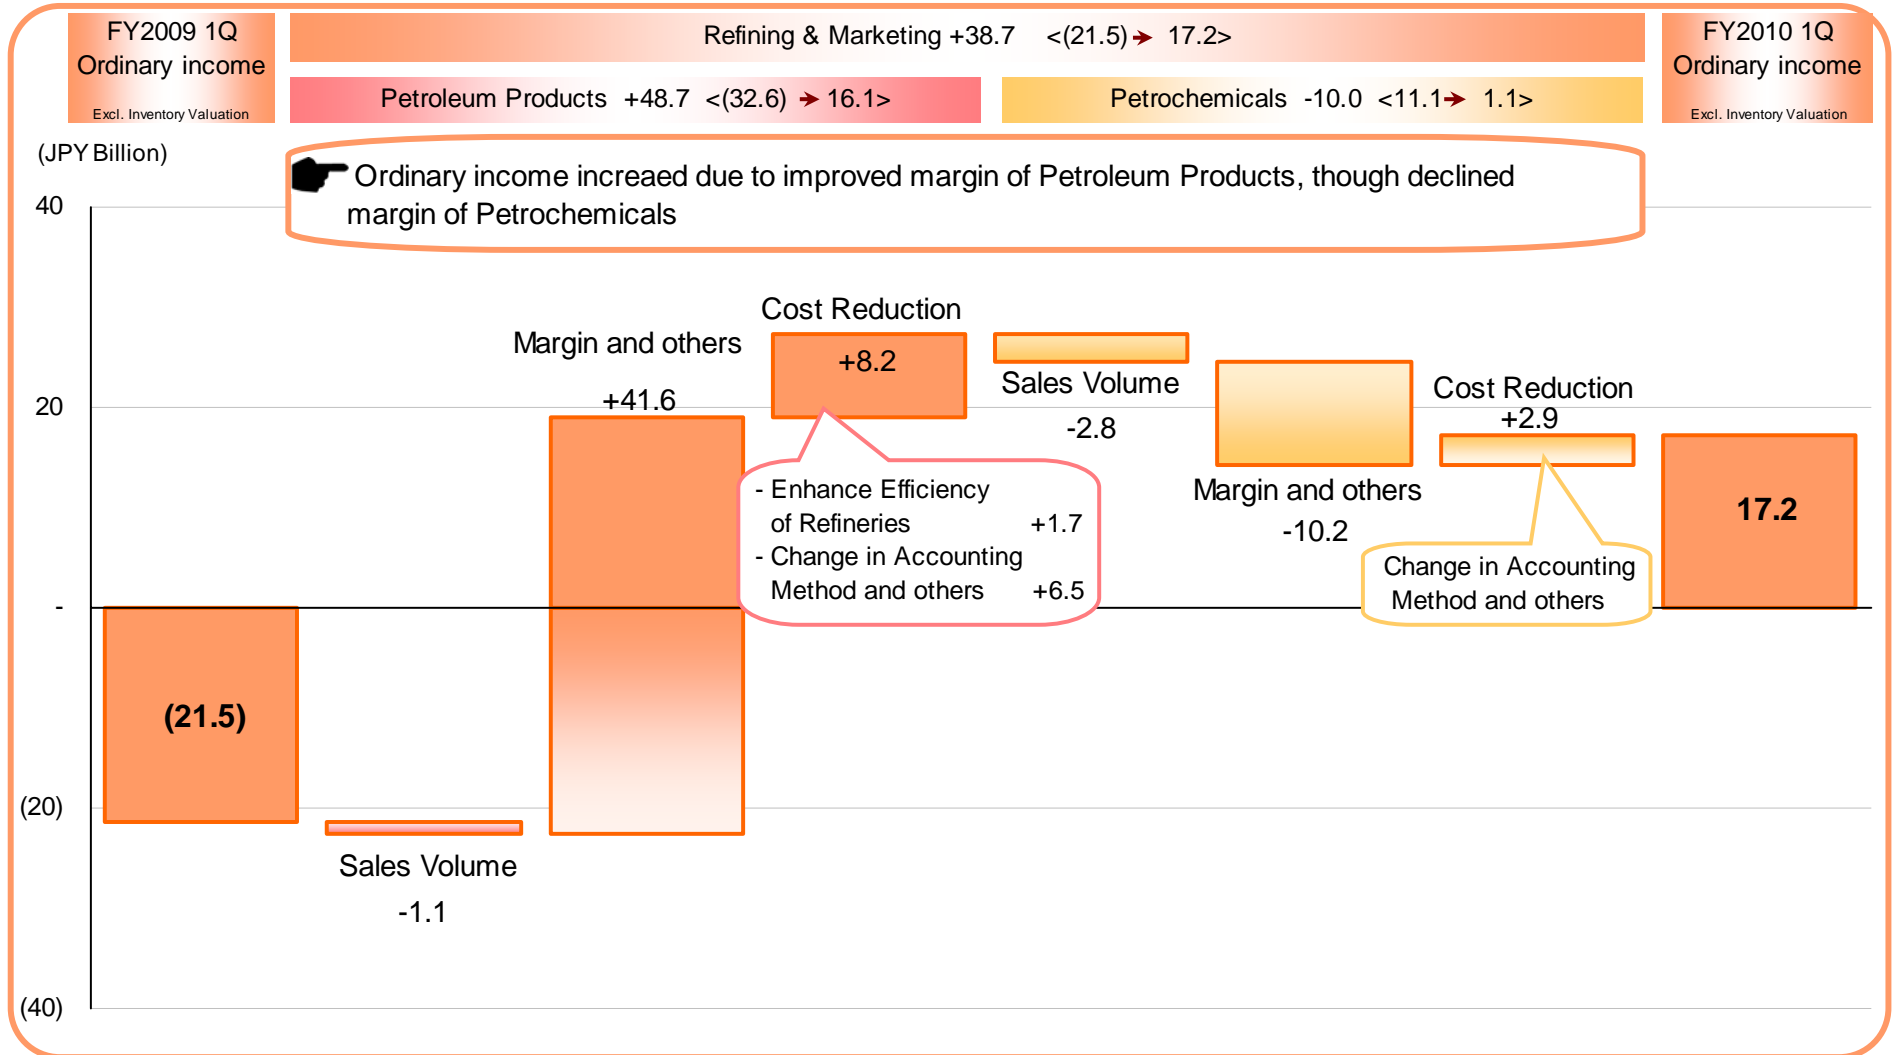 FY2009 1Q
Ordinary income
Excl. Inventory Valuation
Refining & Marketing +38.7 <(21.5)➔ 17.2>
Petroleum Products +48.7 <(32.6) ➔ 16.1>
Petrochemicals -10.0 <11.1➔ 1.1>
FY2010 1Q
Ordinary income
Excl. Inventory Valuation
(JPY Billion)
Ordinary income increaed due to improved margin of Petroleum Products, though declined
margin of Petrochemicals
40
20
-
(20)
(40)
(21.5)
Sales Volume
-1.1
Margin and others
+41.6
Cost Reduction
+8.2
- Enhance Efficiency
of Refineries +1.7
- Change in Accounting
Method and others +6.5
Sales Volume
-2.8
Margin and others
-10.2
Cost Reduction
+2.9
Change in Accounting
Method and others
17.2